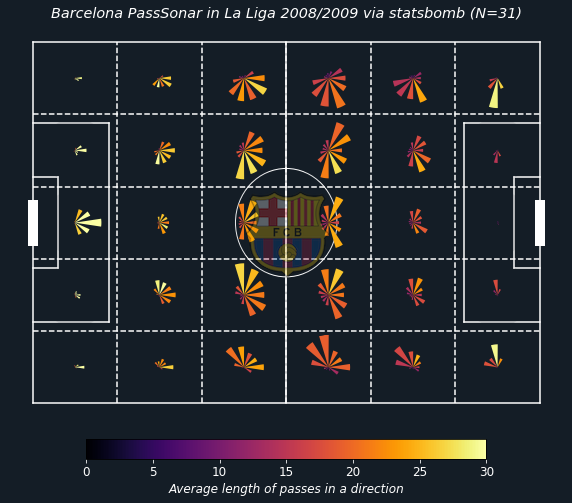 Barcelona PassSonar in La Liga 2008/2009 via statsbomb (N=31)
F C B
0 5 10 15 20 25 30
Average length of passes in a direction